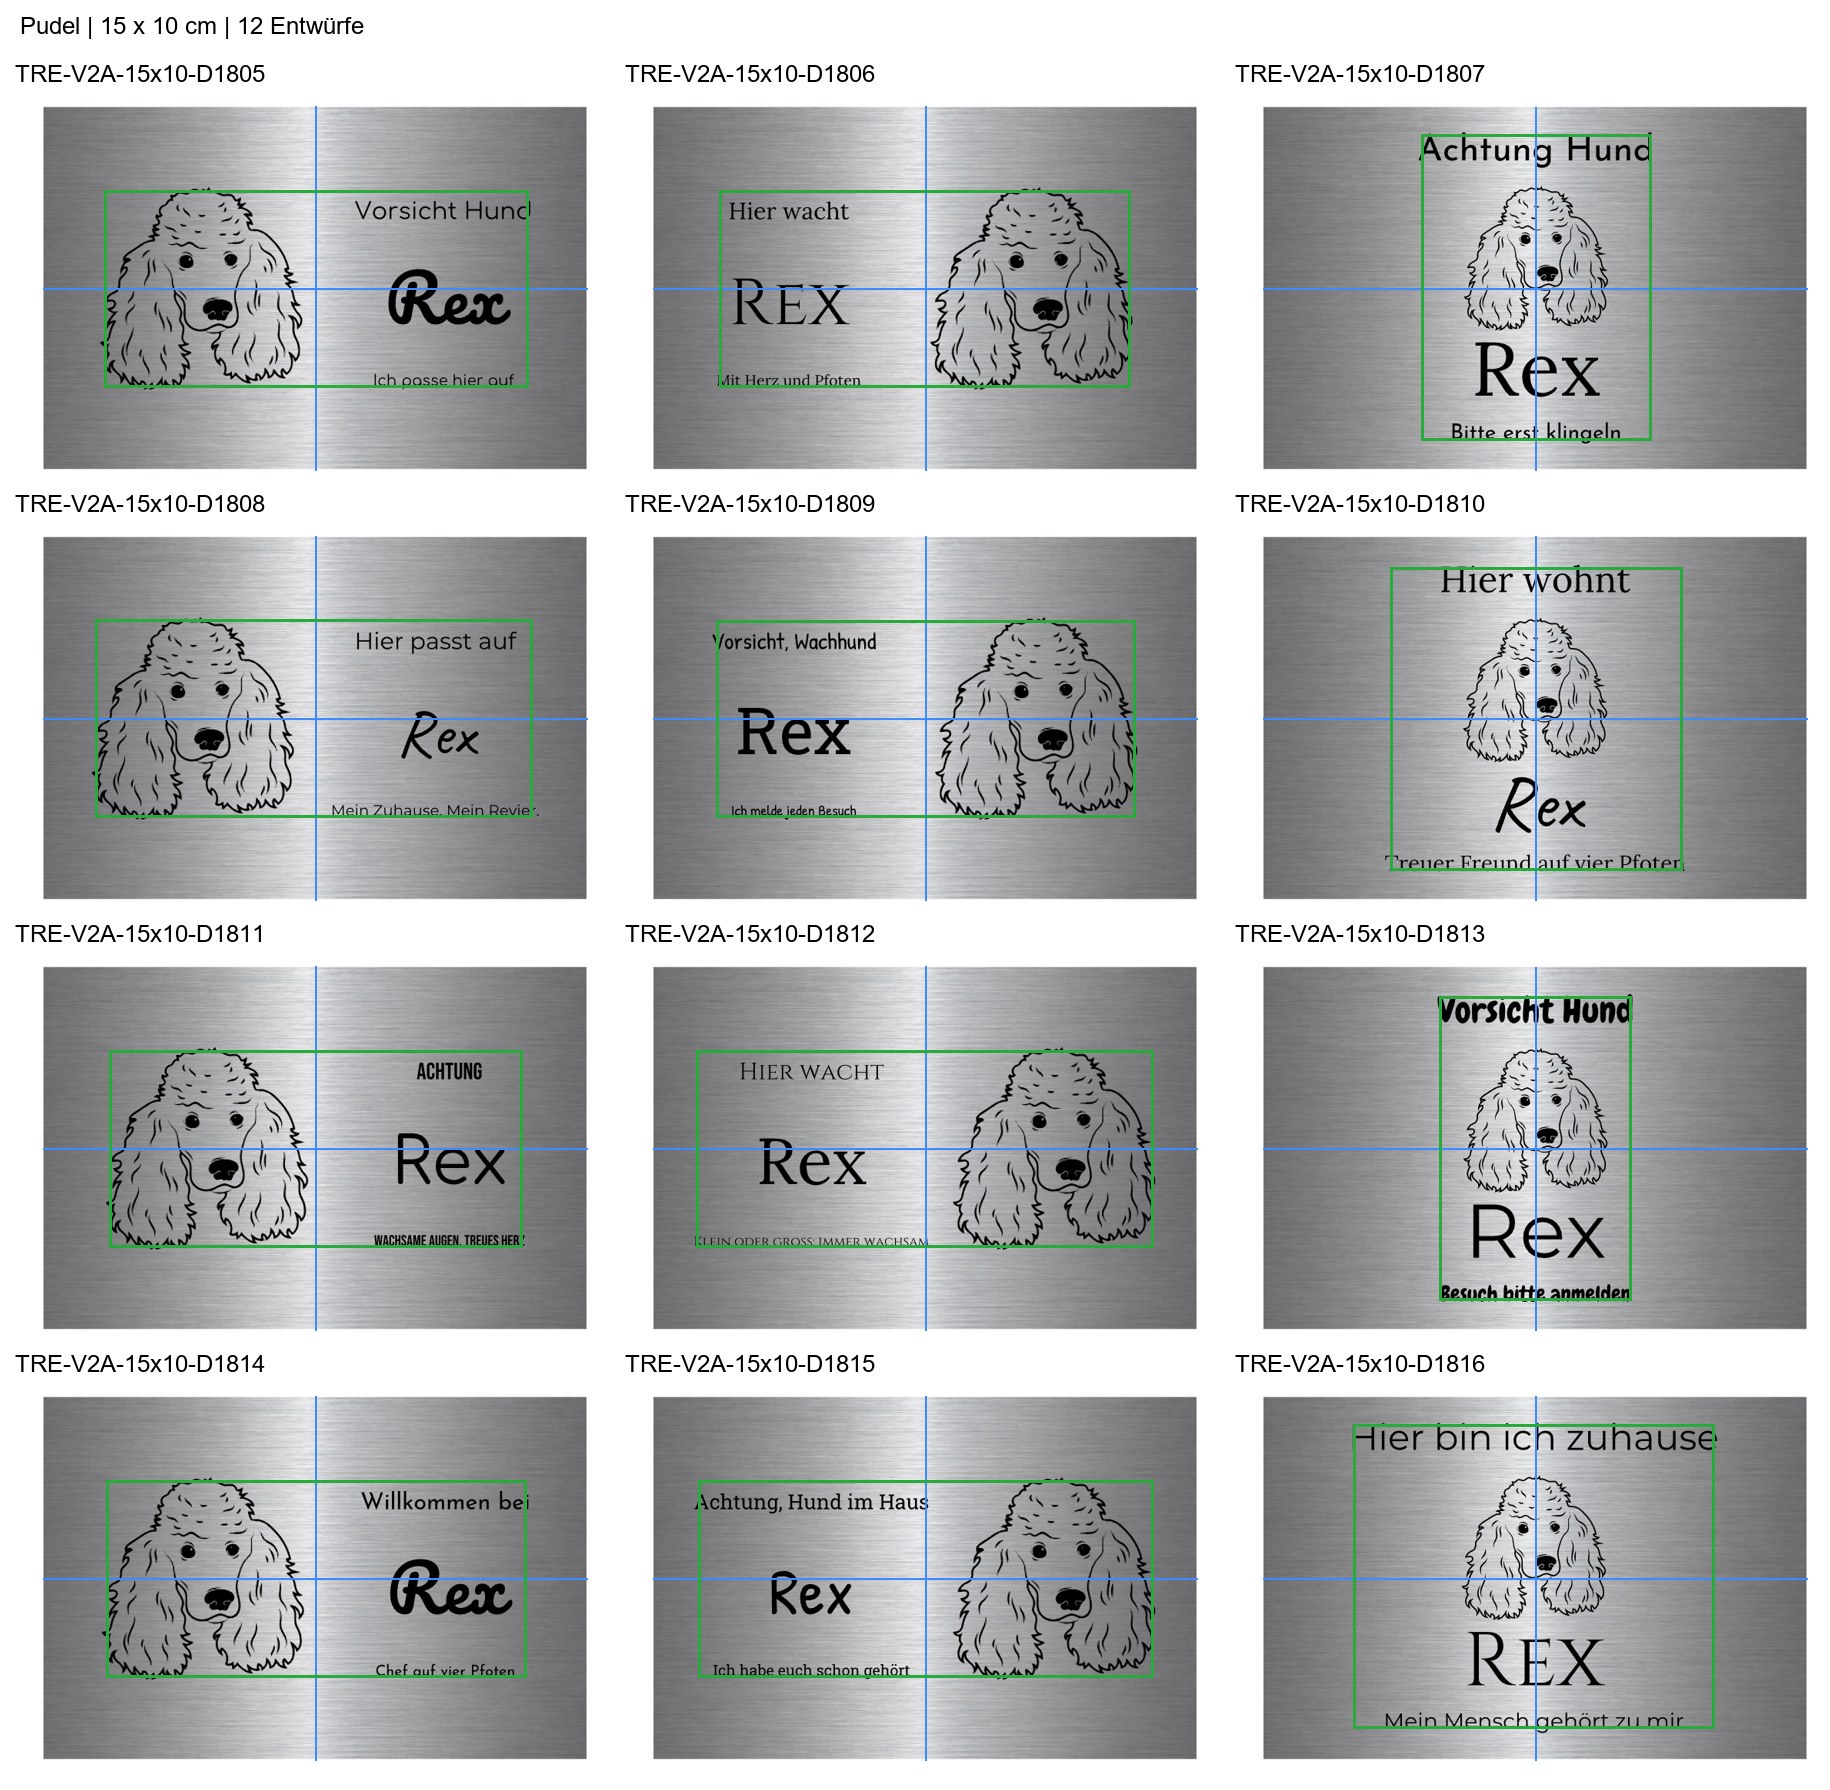 Pudel | 15 x 10 cm | 12 Entwürfe
TRE-V2A-15x10-D1805
Vorsicht Hund
Rex
Ich passe hier auf
TRE-V2A-15x10-D1806
Hier wacht
Rex
Mit Herz und Pfoten
TRE-V2A-15x10-D1807
Achtung Hund
Rex
Bitte erst klingeln
TRE-V2A-15x10-D1808
Hier passt auf
Rex
Mein Zuhause. Mein Revier.
TRE-V2A-15x10-D1809
Vorsicht, Wachhund
Rex
Ich melde jeden Besuch
TRE-V2A-15x10-D1810
Hier wohnt
Rex
Treuer Freund auf vier Pfoten
TRE-V2A-15x10-D1811
ACHTUNG
Rex
WACHSAME AUGEN. TREUES HERZ
TRE-V2A-15x10-D1812
Hier wacht
Rex
Klein oder gross: immer wachsam
TRE-V2A-15x10-D1813
Vorsicht Hund
Rex
Besuch bitte anmelden
TRE-V2A-15x10-D1814
Willkommen bei
Rex
Chef auf vier Pfoten
TRE-V2A-15x10-D1815
Achtung, Hund im Haus
Rex
Ich habe euch schon gehört
TRE-V2A-15x10-D1816
Hier bin ich zuhause
Rex
Mein Mensch gehört zu mir